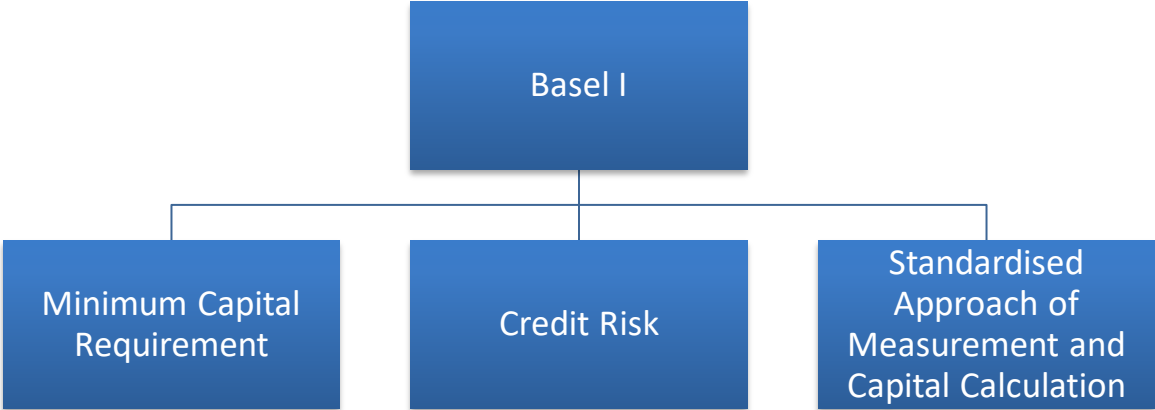 Basel I
Minimum Capital
Requirement
Credit Risk
Standardised
Approach of
Measurement and
Capital Calculation